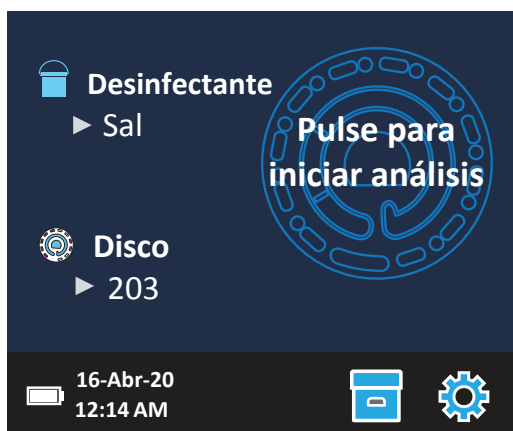 Desinfectante
► Sal
Pulse para
iniciar análisis
Disco
► 203
16-Abr-20
12:14 AM